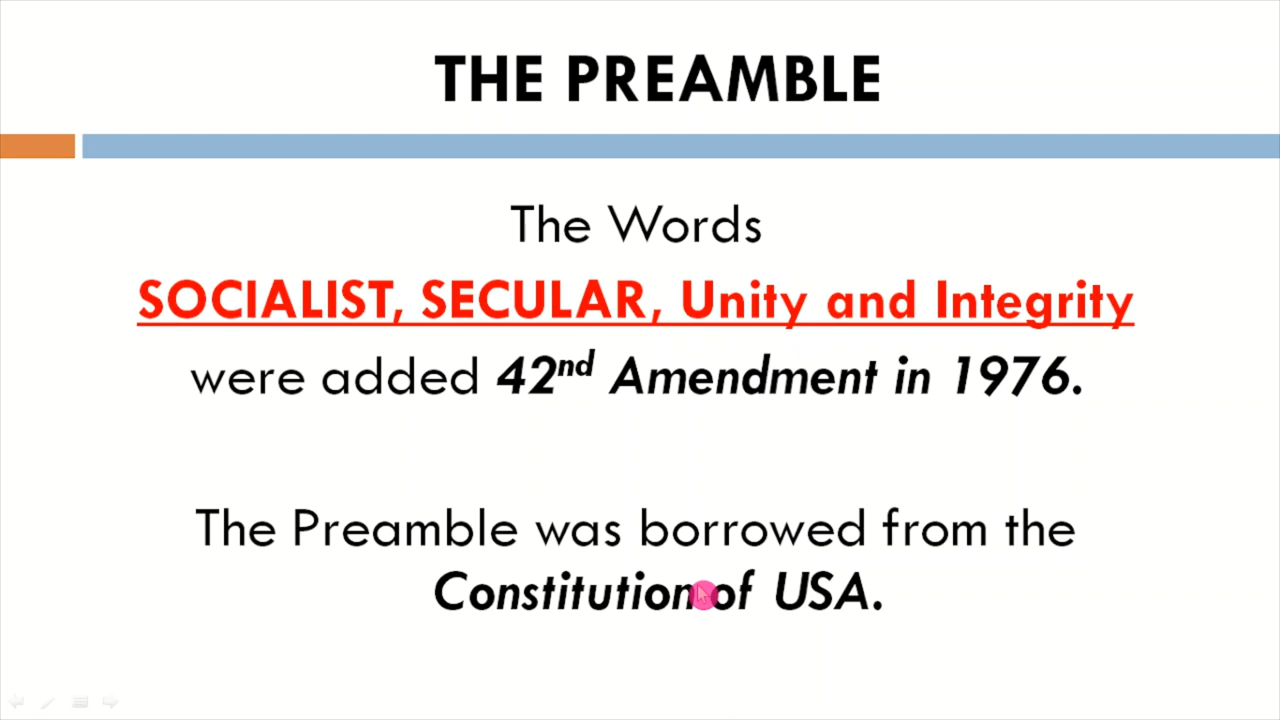 THE PREAMBLE
The Words
SOCIALIST, SECULAR, Unity and Integrity
were added 42nd Amendment in 1976.
The Preamble was borrowed from the
Constitution of USA.